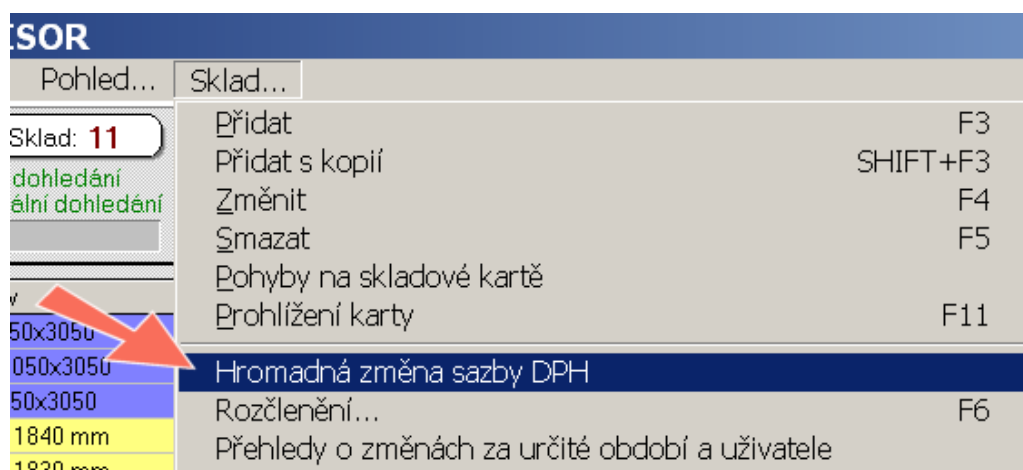 ISOR
Pohled... Sklad...
Sklad: 11
dohledání
ální dohledání
Přidat F3
Přidat s kopií SHIFT+F3
Změnit F4
Smazat F5
Pohyby na skladové kartě
Prohlížení karty F11
Hromadná změna sazby DPH
Rozčlenění... F6
Přehledy o změnách za určité období a uživatele
y
50x3050
050x3050
50x3050
1840 mm
1830 mm